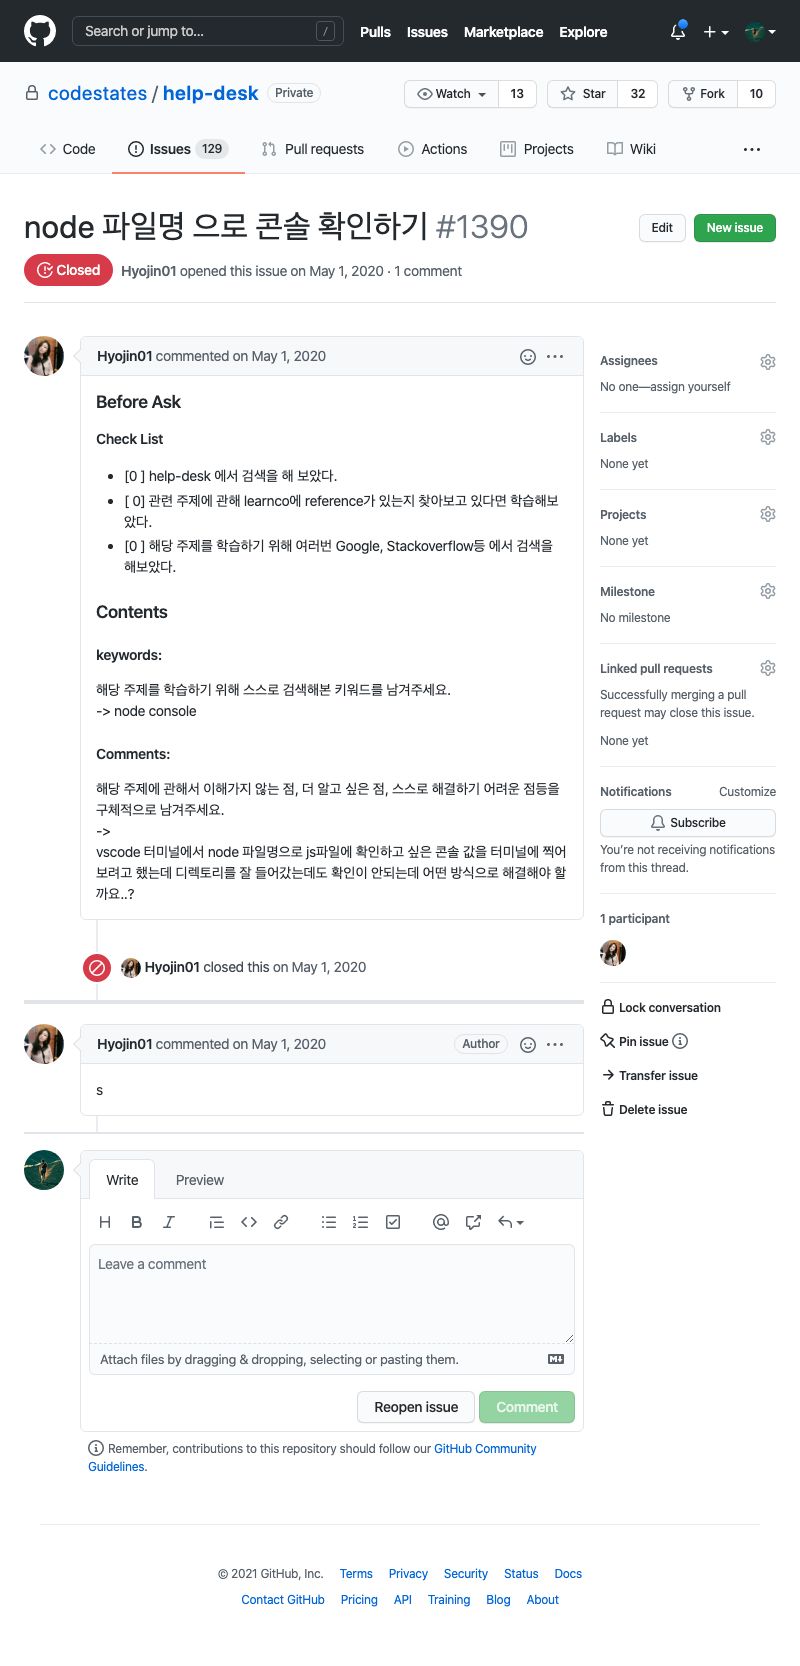 Search or jump to... /
Pulls Issues Marketplace Explore
codestates / help-desk Private
Watch 13 Star 32 Fork 10
Code Issues 129 Pull requests Actions Projects Wiki
node 파일명 으로 콘솔 확인하기 #1390
Edit New issue
Closed Hyojin01 opened this issue on May 1, 2020 · 1 comment
Hyojin01 commented on May 1, 2020
Before Ask
Check List
[0 ] help-desk 에서 검색을 해 보았다.
[ 0] 관련 주제에 관해 learnco에 reference가 있는지 찾아보고 있다면 학습해보
았다.
[0 ] 해당 주제를 학습하기 위해 여러번 Google, Stackoverflow등 에서 검색을
해보았다.
Contents
keywords:
해당 주제를 학습하기 위해 스스로 검색해본 키워드를 남겨주세요.
-> node console
Comments:
해당 주제에 관해서 이해가지 않는 점, 더 알고 싶은 점, 스스로 해결하기 어려운 점등을
구체적으로 남겨주세요.
->
vscode 터미널에서 node 파일명으로 js파일에 확인하고 싶은 콘솔 값을 터미널에 찍어
보려고 했는데 디렉토리를 잘 들어갔는데도 확인이 안되는데 어떤 방식으로 해결해야 할
까요..?
Hyojin01 closed this on May 1, 2020
Hyojin01 commented on May 1, 2020 Author
s
Write Preview
Leave a comment
Attach files by dragging & dropping, selecting or pasting them.
Reopen issue Comment
Remember, contributions to this repository should follow our GitHub Community
Guidelines.
Assignees
No one—assign yourself
Labels
None yet
Projects
None yet
Milestone
No milestone
Linked pull requests
Successfully merging a pull
request may close this issue.
None yet
Notifications Customize
Subscribe
You're not receiving notifications
from this thread.
1 participant
Lock conversation
Pin issue
Transfer issue
Delete issue
© 2021 GitHub, Inc. Terms Privacy Security Status Docs
Contact GitHub Pricing API Training Blog About